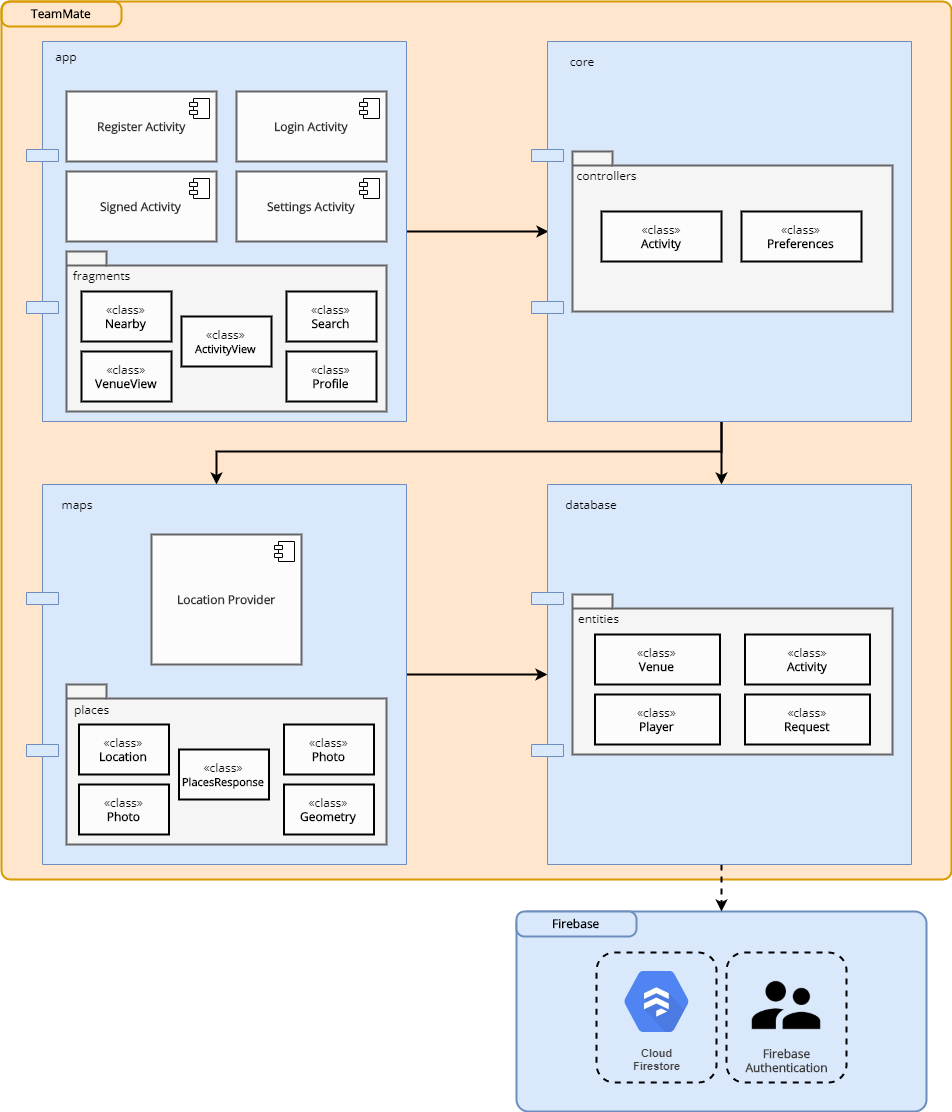 TeamMate
app
Register Activity
Login Activity
Signed Activity
Settings Activity
fragments
«class»
Nearby
«class»
ActivityView
«class»
Search
«class»
VenueView
«class»
Profile
core
controllers
«class»
Activity
«class»
Preferences
maps
Location Provider
places
«class»
Location
«class»
PlacesResponse
«class»
Photo
«class»
Photo
«class»
Geometry
database
entities
«class»
Venue
«class»
Activity
«class»
Player
«class»
Request
Firebase
Cloud
Firestore
Firebase
Authentication